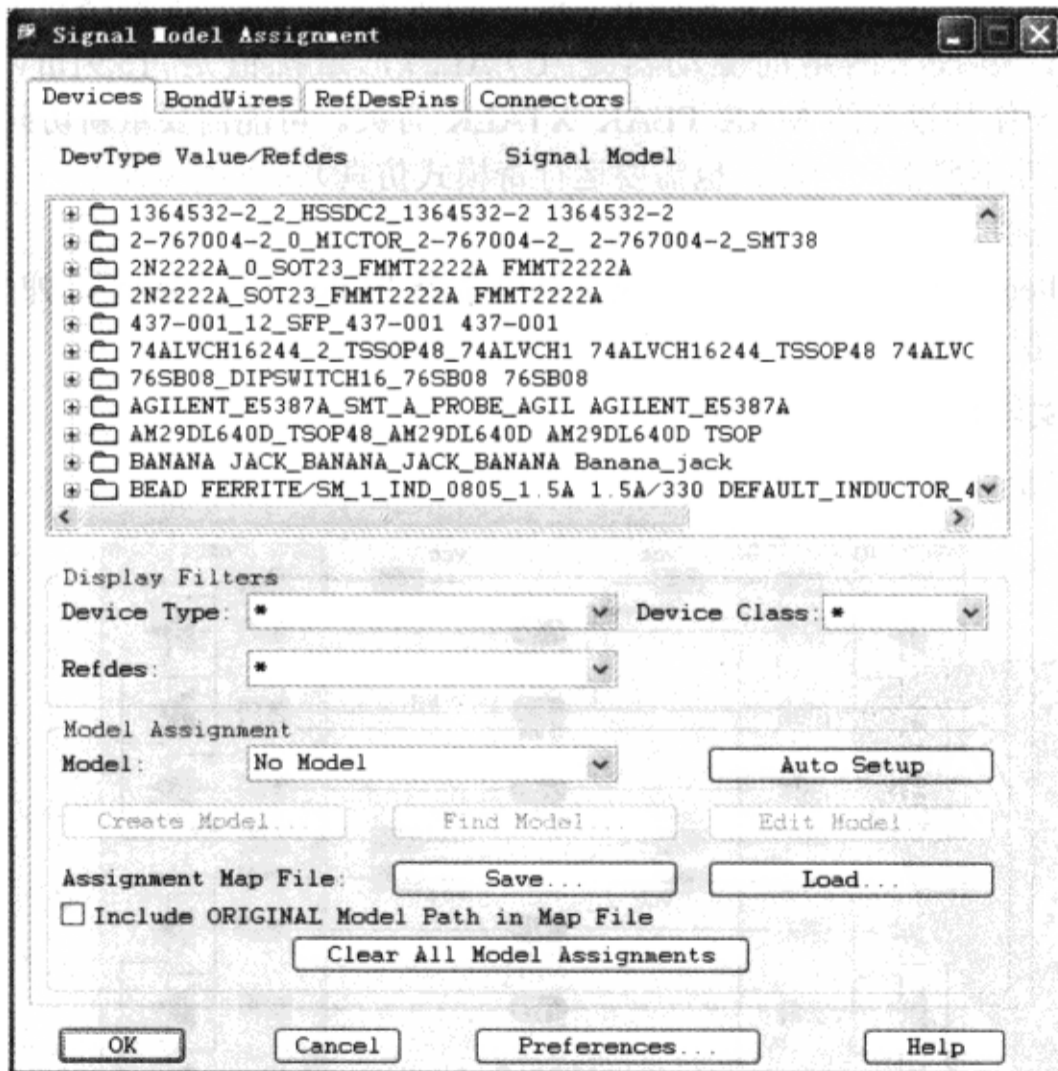 Signal Model Assignment
Devices BondWires RefDesPins Connectors
DevType Value/Refdes Signal Model
1364532-2_2_HSSDC2_1364532-2 1364532-2
2-767004-2_0_MICTOR_2-767004-2_ 2-767004-2_SMT38
2N2222A_0_SOT23_FMMT2222A FMMT2222A
2N2222A_SOT23_FMMT2222A FMMT2222A
437-001_12_SFP_437-001 437-001
74ALVCH16244_2_TSSOP48_74ALVCH1 74ALVCH16244_TSSOP48 74ALVC
76SB08_DIPSWITCH16_76SB08 76SB08
AGILENT_E5387A_SMT_A_PROBE_AGIL AGILENT_E5387A
AM29DL640D_TSOP48_AM29DL640D AM29DL640D TSOP
BANANA JACK_BANANA_JACK_BANANA Banana_jack
BEAD FERRITE/SM_1_IND_0805_1.5A 1.5A/330 DEFAULT_INDUCTOR_4
Display Filters
Device Type: * Device Class: *
Refdes: *
Model Assignment
Model: No Model Auto Setup
Create Model... Find Model... Edit Model...
Assignment Map File: Save... Load...
Include ORIGINAL Model Path in Map File
Clear All Model Assignments
OK Cancel Preferences... Help